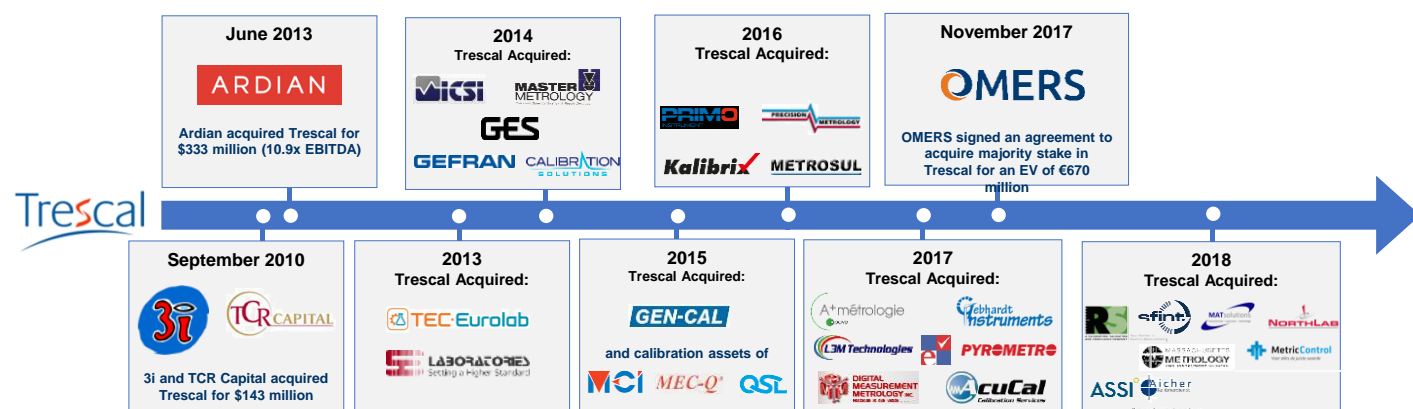 June 2013
ARDIAN
Ardian acquired Trescal for
$333 million (10.9x EBITDA)
2014
Trescal Acquired:
icsi
MASTER
METROLOGY
GES
GEFRAN
CALIBRATION
SOLUTIONS
2016
Trescal Acquired:
PRIMO
INSTRUMENT
PRECISION
METROLOGY
Kalibrix
METROSUL
November 2017
OMERS
OMERS signed an agreement to
acquire majority stake in
Trescal for an EV of €670
million
Trescal
September 2010
3i
TCR CAPITAL
3i and TCR Capital acquired
Trescal for $143 million
2013
Trescal Acquired:
TEC Eurolab
LABORATORIES
Setting a Higher Standard
2015
Trescal Acquired:
GEN-CAL
and calibration assets of
MCI
MEC-Q
QSL
2017
Trescal Acquired:
A+métrologie
Gebhardt
Instruments
L3M Technologies
e
PYROMETRO
DIGITAL
MEASUREMENT
METROLOGY INC.
AcuCal
Calibration Services
2018
Trescal Acquired:
RS
sfint
MATsolutions
NORTHLAB
MASSACHUSETTS
METROLOGY
MetricControl
ASSI
Aicher